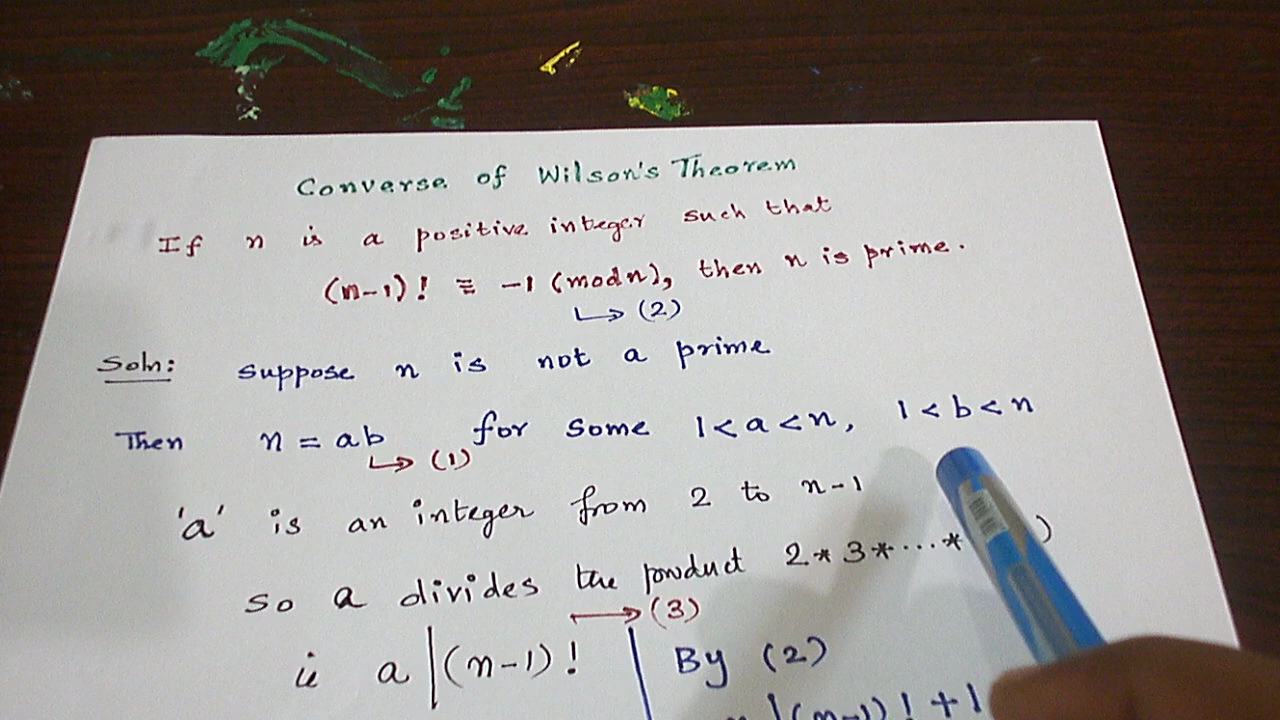 Converse of Wilson's Theorem
If n is a positive integer such that
(n-1)! ≡ -1 (mod n), then n is prime.
↳ (2)
Soln: Suppose n is not a prime
Then n = ab for some 1<a<n, 1<b<n
↳ (1)
'a' is an integer from 2 to n-1
So a divides the product 2*3*...* )
→ (3)
ie a | (n-1)!
By (2)
n | (n-1)! + 1